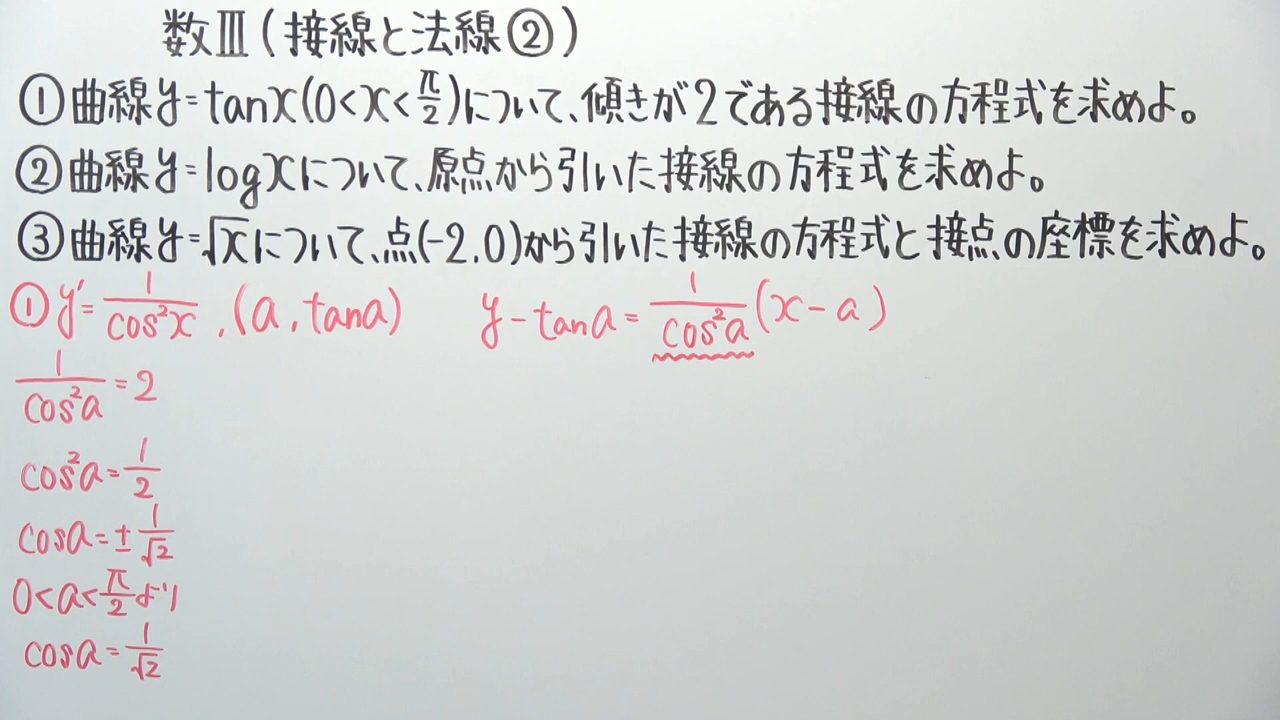 数Ⅲ(接線と法線②)
①曲線y=tanx(0<x<π/2)について、傾きが2である接線の方程式を求めよ。
②曲線y=logxについて、原点から引いた接線の方程式を求めよ。
③曲線y=√xについて、点(-2,0)から引いた接線の方程式と接点の座標を求めよ。
①y'=1/cos²x,(a,tana) y-tana=1/cos²a(x-a)
1/cos²a=2
cos²a=1/2
cosa=±1/√2
0<a<π/2より
cosa=1/√2